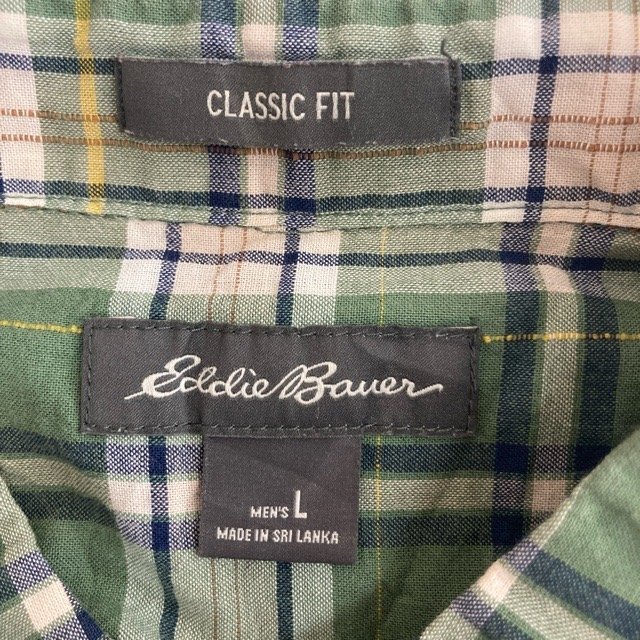 CLASSIC FIT
Eddie Bauer
MEN'S L
MADE IN SRI LANKA